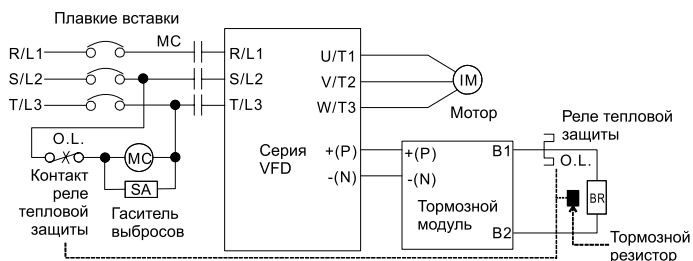 Плавкие вставки
MC
R/L1
R/L1
U/T1
S/L2
S/L2
V/T2
IM
T/L3
T/L3
W/T3
Мотор
Реле тепловой
защиты
O.L.
O.L.
MC
SA
Серия
VFD
+(P)
-(N)
+(P)
-(N)
B1
B2
BR
Тормозной
модуль
Контакт
реле
тепловой
защиты
Гаситель
выбросов
Тормозной
резистор